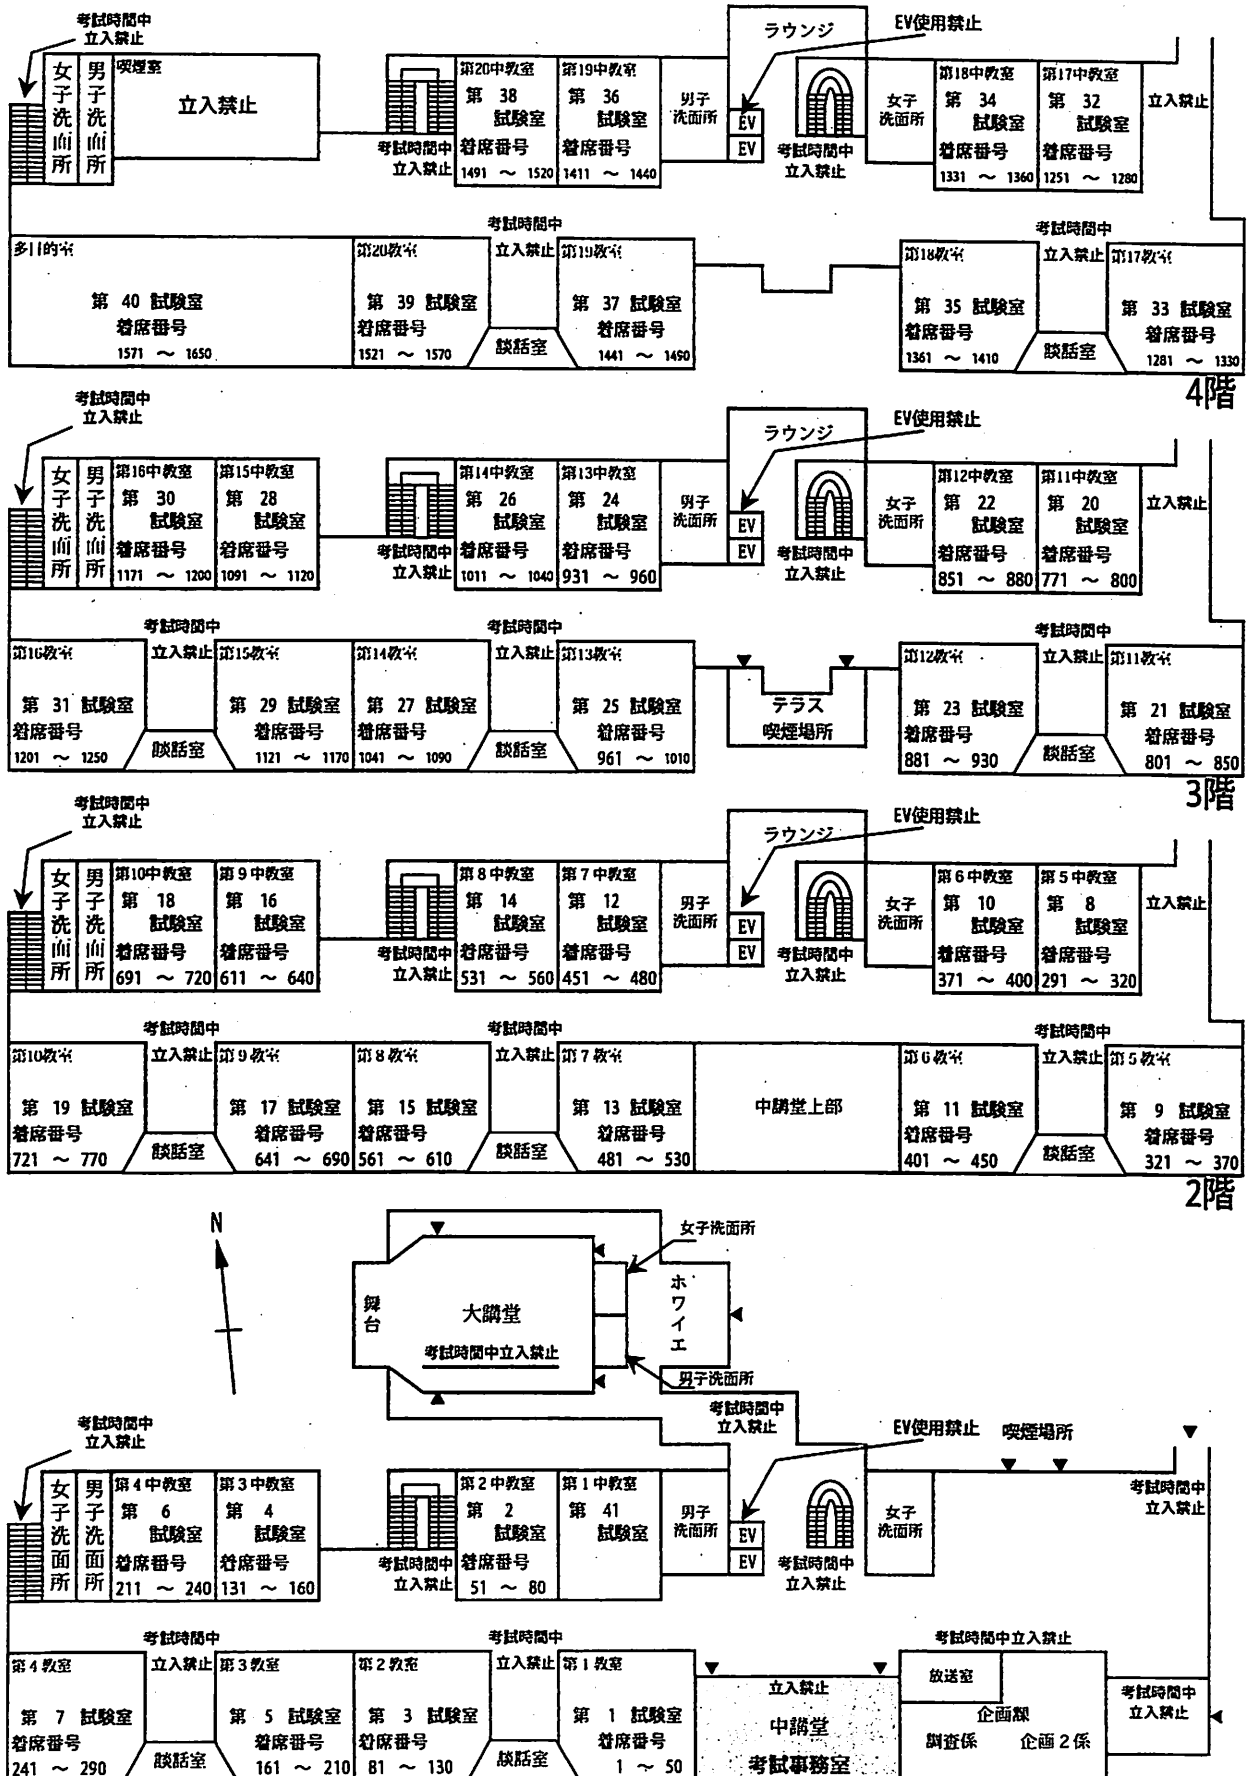 考試時間中
立入禁止
女子洗面所
男子洗面所
喫煙室
立入禁止
考試時間中
立入禁止
第20中教室
第 38
試験室
着席番号
1491 ～ 1520
第19中教室
第 36
試験室
着席番号
1411 ～ 1440
男子
洗面所
ラウンジ
EV使用禁止
EV
EV
考試時間中
立入禁止
女子
洗面所
第18中教室
第 34
試験室
着席番号
1331 ～ 1360
第17中教室
第 32
試験室
着席番号
1251 ～ 1280
立入禁止
多目的室
第 40 試験室
着席番号
1571 ～ 1650
第20教室
第 39 試験室
着席番号
1521 ～ 1570
考試時間中
立入禁止
談話室
第19教室
第 37 試験室
着席番号
1441 ～ 1490
第18教室
第 35 試験室
着席番号
1361 ～ 1410
考試時間中
立入禁止
談話室
第17教室
第 33 試験室
着席番号
1281 ～ 1330
4階
考試時間中
立入禁止
女子洗面所
男子洗面所
第16中教室
第 30
試験室
着席番号
1171 ～ 1200
第15中教室
第 28
試験室
着席番号
1091 ～ 1120
考試時間中
立入禁止
第14中教室
第 26
試験室
着席番号
1011 ～ 1040
第13中教室
第 24
試験室
着席番号
931 ～ 960
男子
洗面所
ラウンジ
EV使用禁止
EV
EV
考試時間中
立入禁止
女子
洗面所
第12中教室
第 22
試験室
着席番号
851 ～ 880
第11中教室
第 20
試験室
着席番号
771 ～ 800
立入禁止
第16教室
第 31 試験室
着席番号
1201 ～ 1250
考試時間中
立入禁止
談話室
第15教室
第 29 試験室
着席番号
1121 ～ 1170
第14教室
第 27 試験室
着席番号
1041 ～ 1090
考試時間中
立入禁止
談話室
第13教室
第 25 試験室
着席番号
961 ～ 1010
テラス
喫煙場所
第12教室
第 23 試験室
着席番号
881 ～ 930
考試時間中
立入禁止
談話室
第11教室
第 21 試験室
着席番号
801 ～ 850
3階
考試時間中
立入禁止
女子洗面所
男子洗面所
第10中教室
第 18
試験室
着席番号
691 ～ 720
第9中教室
第 16
試験室
着席番号
611 ～ 640
考試時間中
立入禁止
第8中教室
第 14
試験室
着席番号
531 ～ 560
第7中教室
第 12
試験室
着席番号
451 ～ 480
男子
洗面所
ラウンジ
EV使用禁止
EV
EV
考試時間中
立入禁止
女子
洗面所
第6中教室
第 10
試験室
着席番号
371 ～ 400
第5中教室
第 8
試験室
着席番号
291 ～ 320
立入禁止
第10教室
第 19 試験室
着席番号
721 ～ 770
考試時間中
立入禁止
談話室
第9教室
第 17 試験室
着席番号
641 ～ 690
第8教室
第 15 試験室
着席番号
561 ～ 610
考試時間中
立入禁止
談話室
第7教室
第 13 試験室
着席番号
481 ～ 530
中講堂上部
第6教室
第 11 試験室
着席番号
401 ～ 450
考試時間中
立入禁止
談話室
第5教室
第 9 試験室
着席番号
321 ～ 370
2階
N
舞台
大講堂
考試時間中立入禁止
女子洗面所
ホワイエ
男子洗面所
考試時間中
立入禁止
考試時間中
立入禁止
女子洗面所
男子洗面所
第4中教室
第 6
試験室
着席番号
211 ～ 240
第3中教室
第 4
試験室
着席番号
131 ～ 160
考試時間中
立入禁止
第2中教室
第 2
試験室
着席番号
51 ～ 80
第1中教室
第 41
試験室
男子
洗面所
EV使用禁止
EV
EV
考試時間中
立入禁止
女子
洗面所
喫煙場所
考試時間中
立入禁止
第4教室
第 7 試験室
着席番号
241 ～ 290
考試時間中
立入禁止
談話室
第3教室
第 5 試験室
着席番号
161 ～ 210
第2教室
第 3 試験室
着席番号
81 ～ 130
考試時間中
立入禁止
談話室
第1教室
第 1 試験室
着席番号
1 ～ 50
立入禁止
中講堂
考試事務室
考試時間中立入禁止
放送室
企画課
調査係 企画2係
考試時間中
立入禁止